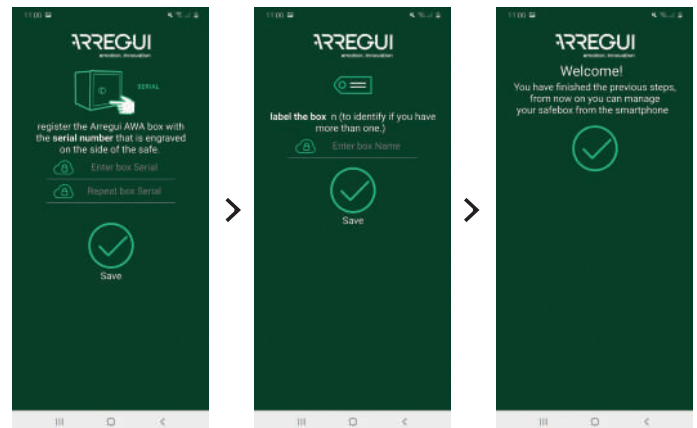 11:00
ARREGUI
emotion. innovation
SERIAL
register the Arregui AWA box with
the serial number that is engraved
on the side of the safe.
Enter box Serial
Repeat box Serial
Save
11:00
ARREGUI
emotion. innovation
label the box n (to identify if you have
more than one.)
Enter box Name
Save
11:00
ARREGUI
emotion. innovation
Welcome!
You have finished the previous steps,
from now on you can manage
your safebox from the smartphone